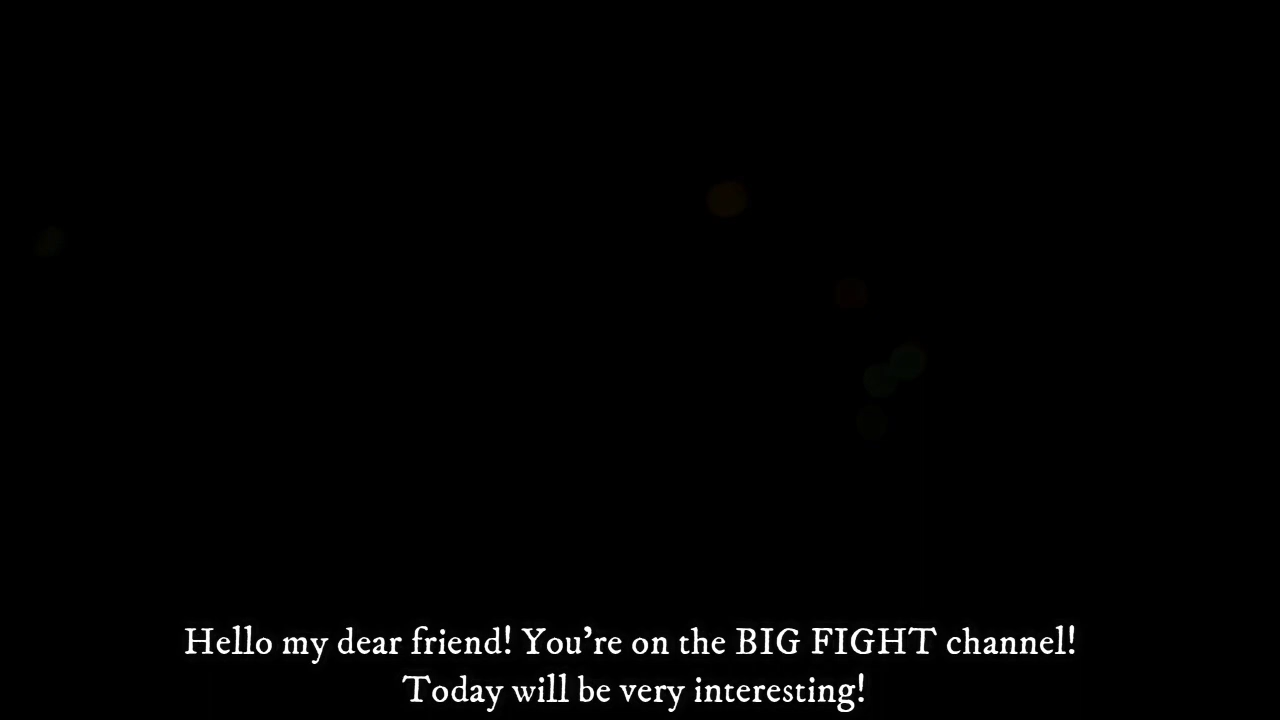 Hello my dear friend! You're on the BIG FIGHT channel!
Today will be very interesting!